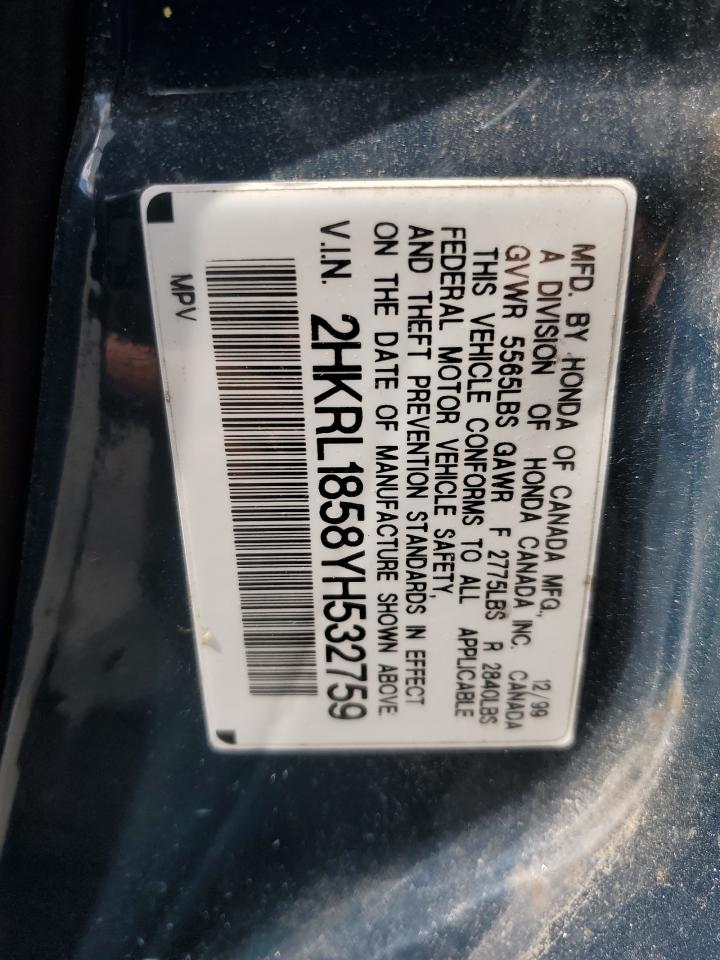 MFD. BY HONDA OF CANADA MFG., 12/99
A DIVISION OF HONDA CANADA INC. CANADA
GVWR 5565LBS GAWR F 2775LBS R 2840LBS
THIS VEHICLE CONFORMS TO ALL APPLICABLE
FEDERAL MOTOR VEHICLE SAFETY,
AND THEFT PREVENTION STANDARDS IN EFFECT
ON THE DATE OF MANUFACTURE SHOWN ABOVE
V.I.N. 2HKRL1858YH532759
MPV